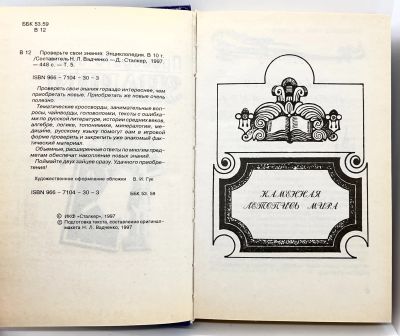 ББК 53.59
В 12
В 12 Проверьте свои знания: Энциклопедия. В 10 т.
/Составитель Н. Л. Вадченко —Д.: Сталкер, 1997.
— 448 с. — Т. 5.
ISBN 966 – 7104 – 30 – 3
Проверять свои знания гораздо интереснее, чем
приобретать новые. Приобретать же новые очень
полезно.
Тематические кроссворды, занимательные вопро-
сы, чайнворды, головоломки, тексты с ошибка-
ми по русской литературе, истории средних веков,
алгебре, логике, топонимике, минералогии, ме-
дицине, русскому языку помогут вам в игровой
форме проверить и закрепить уже знакомый фак-
тический материал.
Объемные, расширенные ответы по многим пред-
метам обеспечат накопление новых знаний.
Поймайте двух зайцев сразу. Удачного приобре-
тения!
Художественное оформление обложки В. И. Гук
ISBN 966 – 7104 – 30 – 3 ББК 53. 59
© ИКФ «Сталкер», 1997
© Подготовка текста, составление оригинал-
макета Н. Л. Вадченко, 1997
КАМЕННАЯ
ЛЕТОПИСЬ МИРА